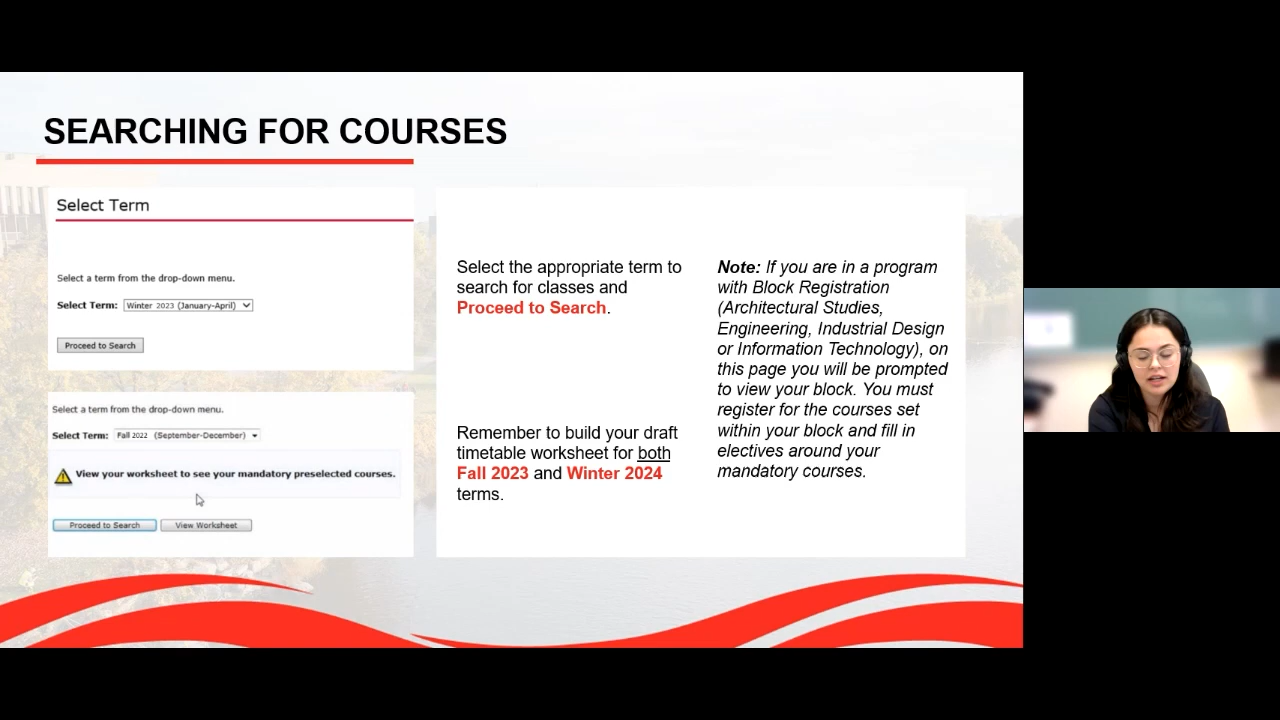 SEARCHING FOR COURSES
Select Term
Select a term from the drop-down menu.
Select Term: Winter 2023 (January-April)
Proceed to Search
Select a term from the drop-down menu.
Select Term: Fall 2022 (September-December)
View your worksheet to see your mandatory preselected courses.
Proceed to Search View Worksheet
Select the appropriate term to
search for classes and
Proceed to Search.
Remember to build your draft
timetable worksheet for both
Fall 2023 and Winter 2024
terms.
Note: If you are in a program
with Block Registration
(Architectural Studies,
Engineering, Industrial Design
or Information Technology), on
this page you will be prompted
to view your block. You must
register for the courses set
within your block and fill in
electives around your
mandatory courses.